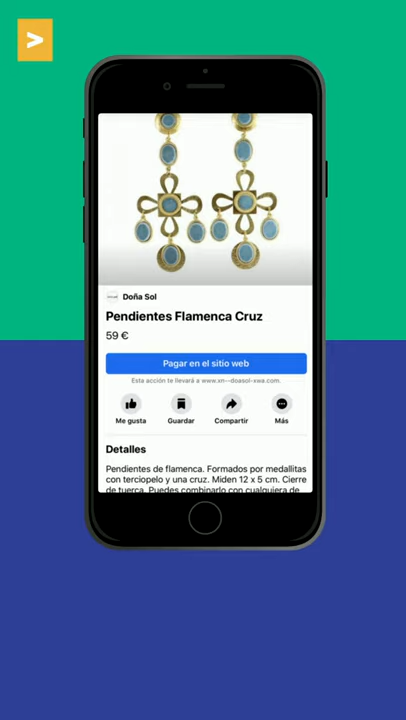 >
Doña Sol
Pendientes Flamenca Cruz
59 €
Pagar en el sitio web
Esta acción te llevará a www.xn--doasol-xwa.com.
Me gusta
Guardar
Compartir
Más
Detalles
Pendientes de flamenca. Formados por medallitas
con terciopelo y una cruz. Miden 12 x 5 cm. Cierre
de tuerca. Puedes combinarlo con cualquiera de